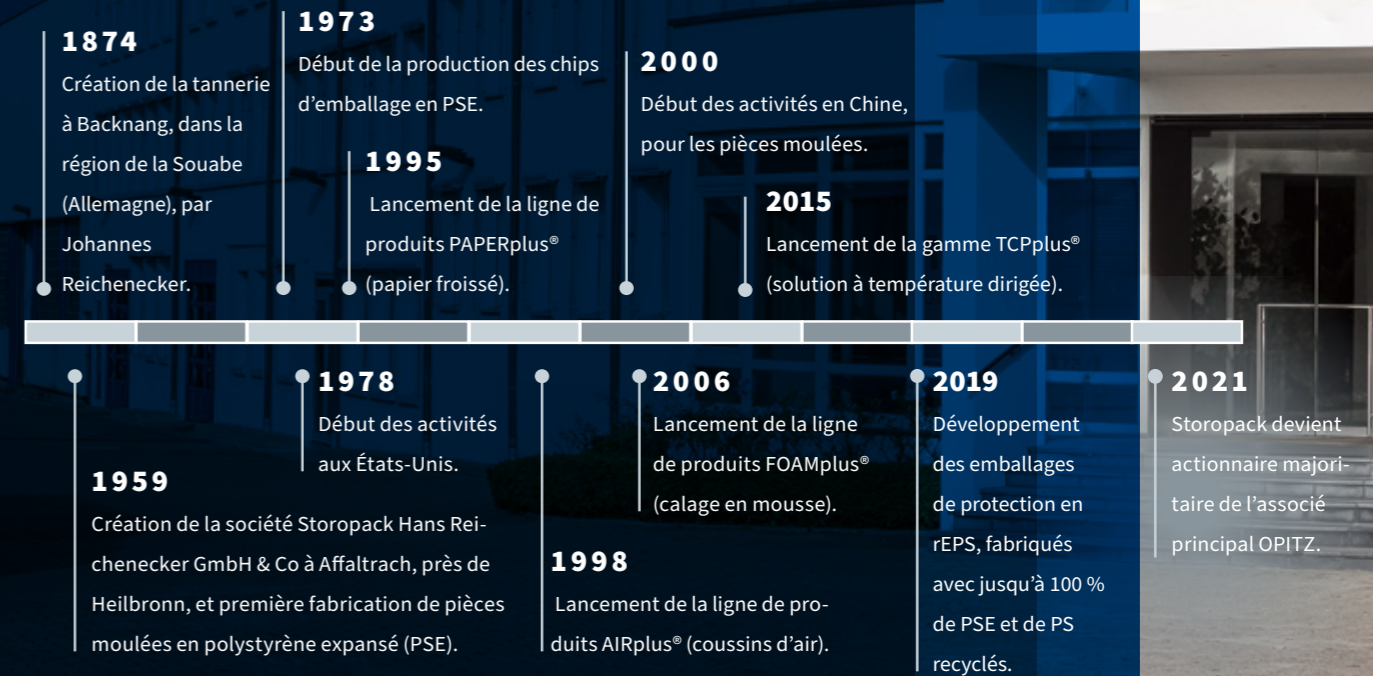 1874
Création de la tannerie
à Backnang, dans la
région de la Souabe
(Allemagne), par
Johannes
Reichenecker.
1973
Début de la production des chips
d'emballage en PSE.
1995
Lancement de la ligne de
produits PAPERplus®
(papier froissé).
2000
Début des activités en Chine,
pour les pièces moulées.
2015
Lancement de la gamme TCPplus®
(solution à température dirigée).
1959
Création de la société Storopack Hans Rei-
chenecker GmbH & Co à Affaltrach, près de
Heilbronn, et première fabrication de pièces
moulées en polystyrène expansé (PSE).
1978
Début des activités
aux États-Unis.
1998
Lancement de la ligne de pro-
duits AIRplus® (coussins d'air).
2006
Lancement de la ligne
de produits FOAMplus®
(calage en mousse).
2019
Développement
des emballages
de protection en
rEPS, fabriqués
avec jusqu'à 100 %
de PSE et de PS
recyclés.
2021
Storopack devient
actionnaire majori-
taire de l'associé
principal OPITZ.